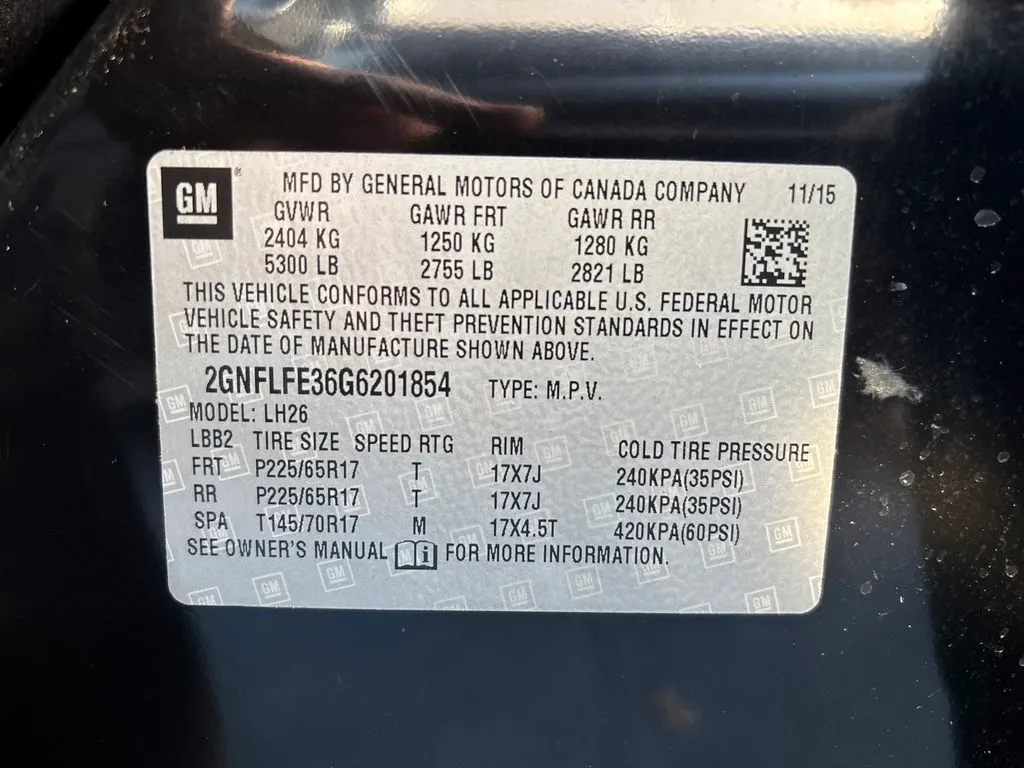 GM® MFD BY GENERAL MOTORS OF CANADA COMPANY 11/15
GVWR GAWR FRT GAWR RR
2404 KG 1250 KG 1280 KG
5300 LB 2755 LB 2821 LB
THIS VEHICLE CONFORMS TO ALL APPLICABLE U.S. FEDERAL MOTOR
VEHICLE SAFETY AND THEFT PREVENTION STANDARDS IN EFFECT ON
THE DATE OF MANUFACTURE SHOWN ABOVE.
2GNFLFE36G6201854 TYPE: M.P.V.
MODEL: LH26
LBB2 TIRE SIZE SPEED RTG RIM COLD TIRE PRESSURE
FRT P225/65R17 T 17X7J 240KPA(35PSI)
RR P225/65R17 T 17X7J 240KPA(35PSI)
SPA T145/70R17 M 17X4.5T 420KPA(60PSI)
SEE OWNER'S MANUAL i FOR MORE INFORMATION.